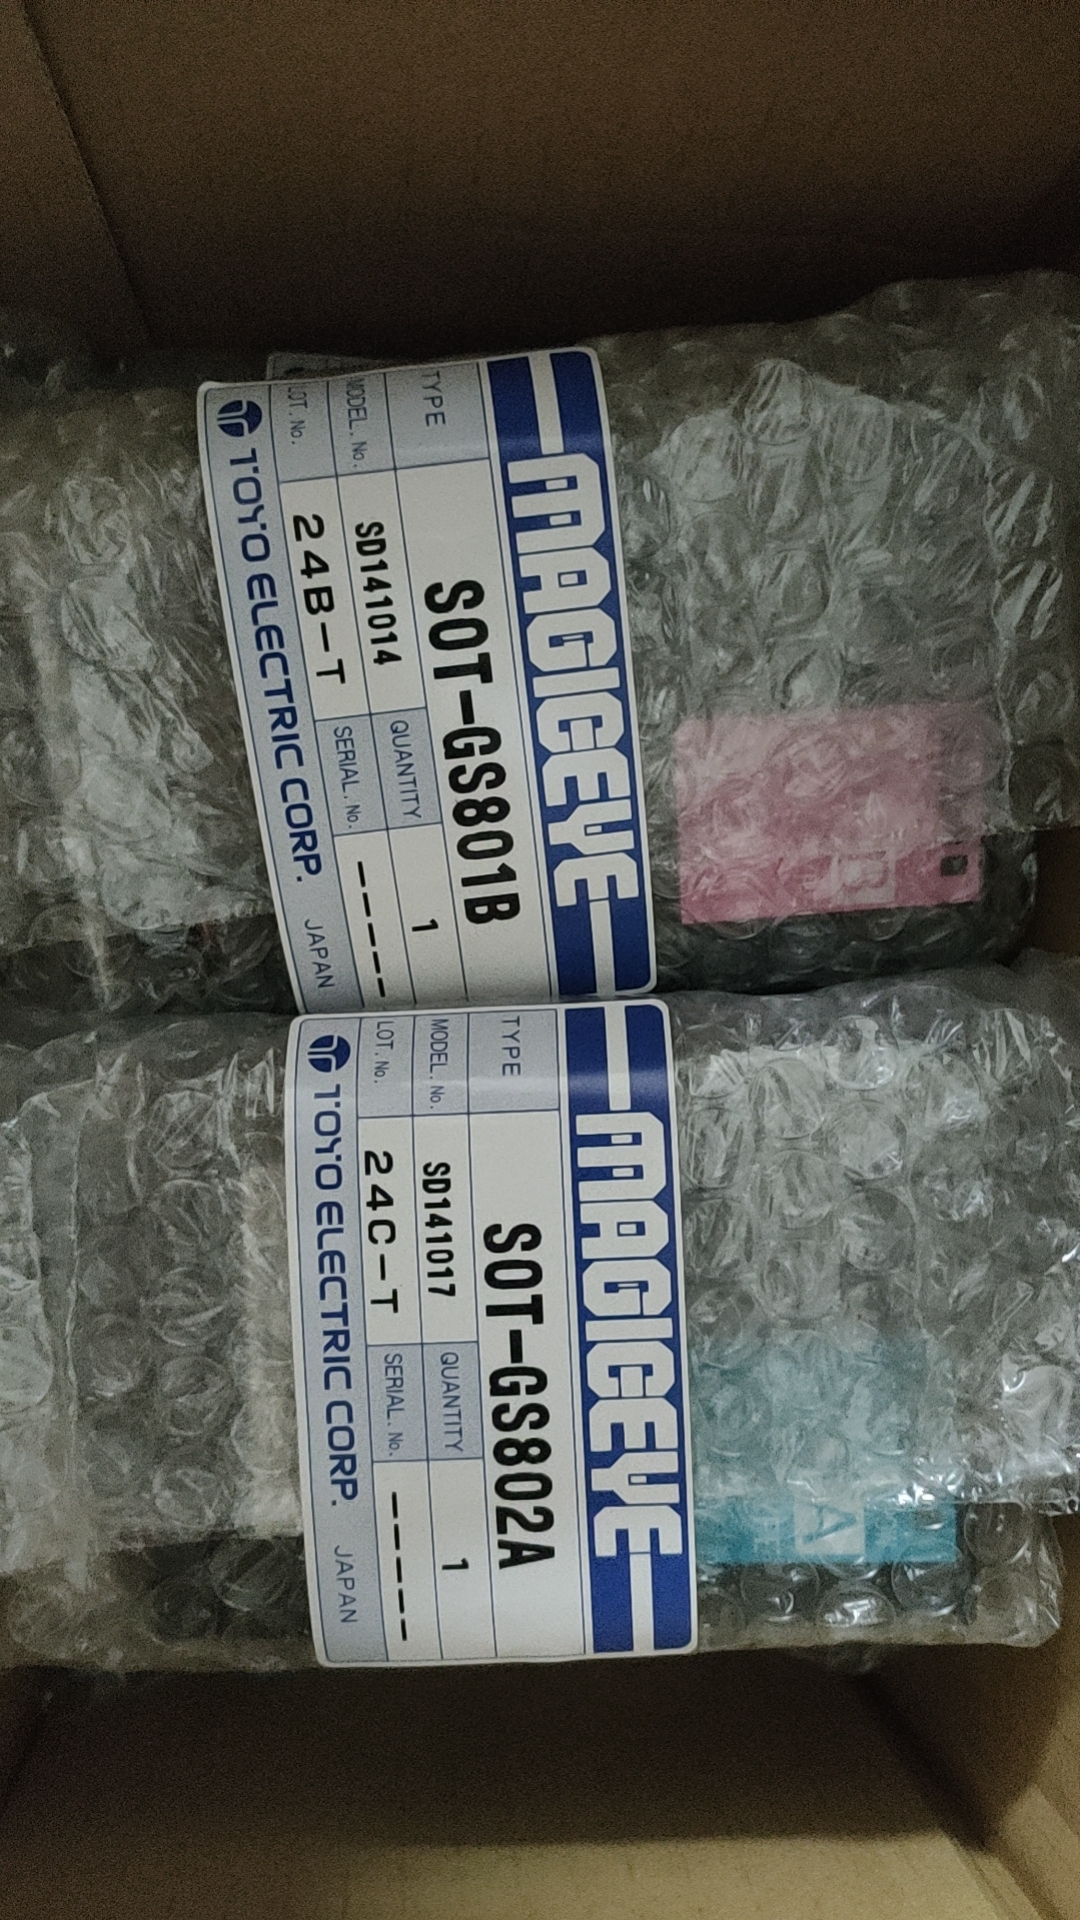 MAGICEYE
TYPE SOT-GS801B
MODEL. No. SD141014 QUANTITY 1
LOT. No. 24B-T SERIAL. No. -----
TOYO ELECTRIC CORP. JAPAN
B
MAGICEYE
TYPE SOT-GS802A
MODEL. No. SD141017 QUANTITY 1
LOT. No. 24C-T SERIAL. No. -----
TOYO ELECTRIC CORP. JAPAN
A